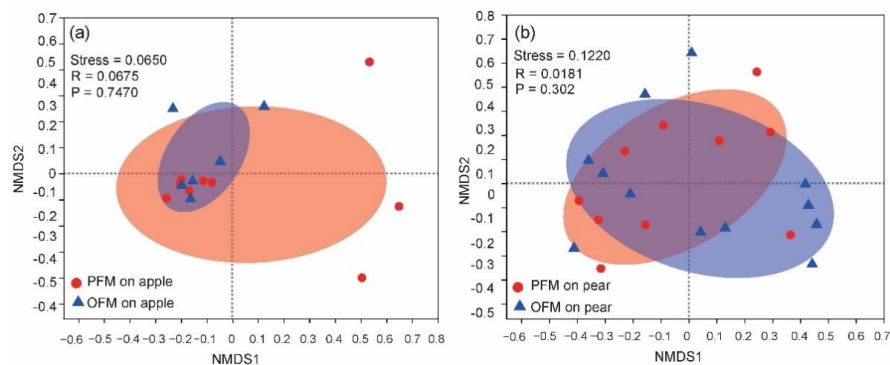 (a)
Stress = 0.0650
R = 0.0675
P = 0.7470
NMDS2
0.7
0.6
0.5
0.4
0.3
0.2
0.1
0
-0.1
-0.2
-0.3
-0.4
PFM on apple
OFM on apple
-0.6 -0.5 -0.4 -0.3 -0.2 -0.1 0 0.1 0.2 0.3 0.4 0.5 0.6 0.7 0.8
NMDS1
(b)
Stress = 0.1220
R = 0.0181
P = 0.302
NMDS2
0.8
0.7
0.6
0.5
0.4
0.3
0.2
0.1
0
-0.1
-0.2
-0.3
-0.4
-0.5
PFM on pear
OFM on pear
-0.6 -0.5 -0.4 -0.3 -0.2 -0.1 0 0.1 0.2 0.3 0.4 0.5 0.6 0.7
NMDS1